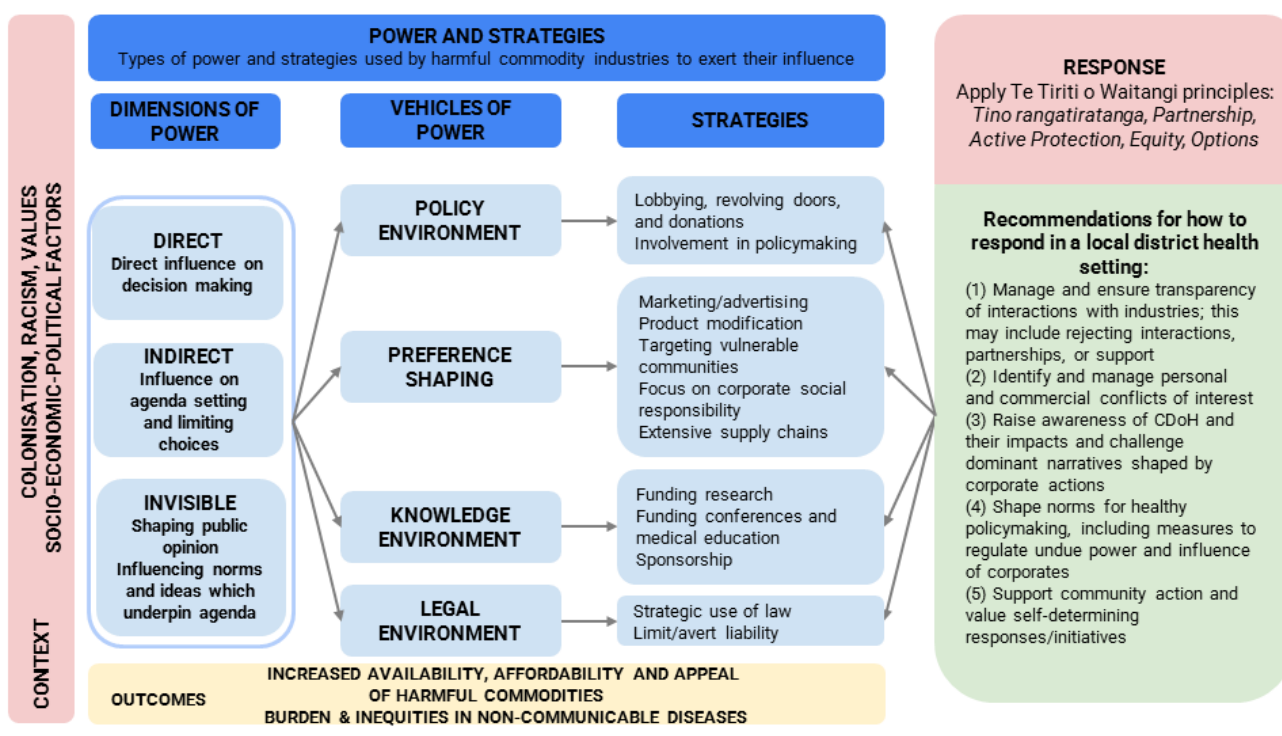 COLONISATION, RACISM, VALUES
SOCIO-ECONOMIC-POLITICAL FACTORS
CONTEXT
POWER AND STRATEGIES
Types of power and strategies used by harmful commodity industries to exert their influence
DIMENSIONS OF
POWER
VEHICLES OF
POWER
STRATEGIES
DIRECT
Direct influence on
decision making
INDIRECT
Influence on
agenda setting
and limiting
choices
INVISIBLE
Shaping public
opinion
Influencing norms
and ideas which
underpin agenda
POLICY
ENVIRONMENT
PREFERENCE
SHAPING
KNOWLEDGE
ENVIRONMENT
LEGAL
ENVIRONMENT
Lobbying, revolving doors,
and donations
Involvement in policymaking
Marketing/advertising
Product modification
Targeting vulnerable
communities
Focus on corporate social
responsibility
Extensive supply chains
Funding research
Funding conferences and
medical education
Sponsorship
Strategic use of law
Limit/avert liability
OUTCOMES
INCREASED AVAILABILITY, AFFORDABILITY AND APPEAL
OF HARMFUL COMMODITIES
BURDEN & INEQUITIES IN NON-COMMUNICABLE DISEASES
RESPONSE
Apply Te Tiriti o Waitangi principles:
Tino rangatiratanga, Partnership,
Active Protection, Equity, Options
Recommendations for how to
respond in a local district health
setting:
(1) Manage and ensure transparency
of interactions with industries; this
may include rejecting interactions,
partnerships, or support
(2) Identify and manage personal
and commercial conflicts of interest
(3) Raise awareness of CDoH and
their impacts and challenge
dominant narratives shaped by
corporate actions
(4) Shape norms for healthy
policymaking, including measures to
regulate undue power and influence
of corporates
(5) Support community action and
value self-determining
responses/initiatives